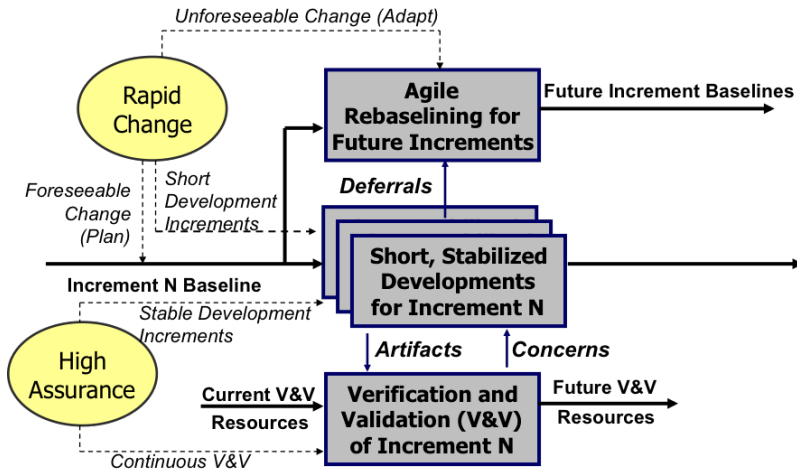 Unforeseeable Change (Adapt)
Rapid
Change
Agile
Rebaselining for
Future Increments
Future Increment Baselines
Foreseeable
Change
(Plan)
Short
Development
Increments
Deferrals
Increment N Baseline
Short, Stabilized
Developments
for Increment N
Stable Development
Increments
High
Assurance
Artifacts
Concerns
Current V&V
Resources
Verification and
Validation (V&V)
of Increment N
Future V&V
Resources
Continuous V&V